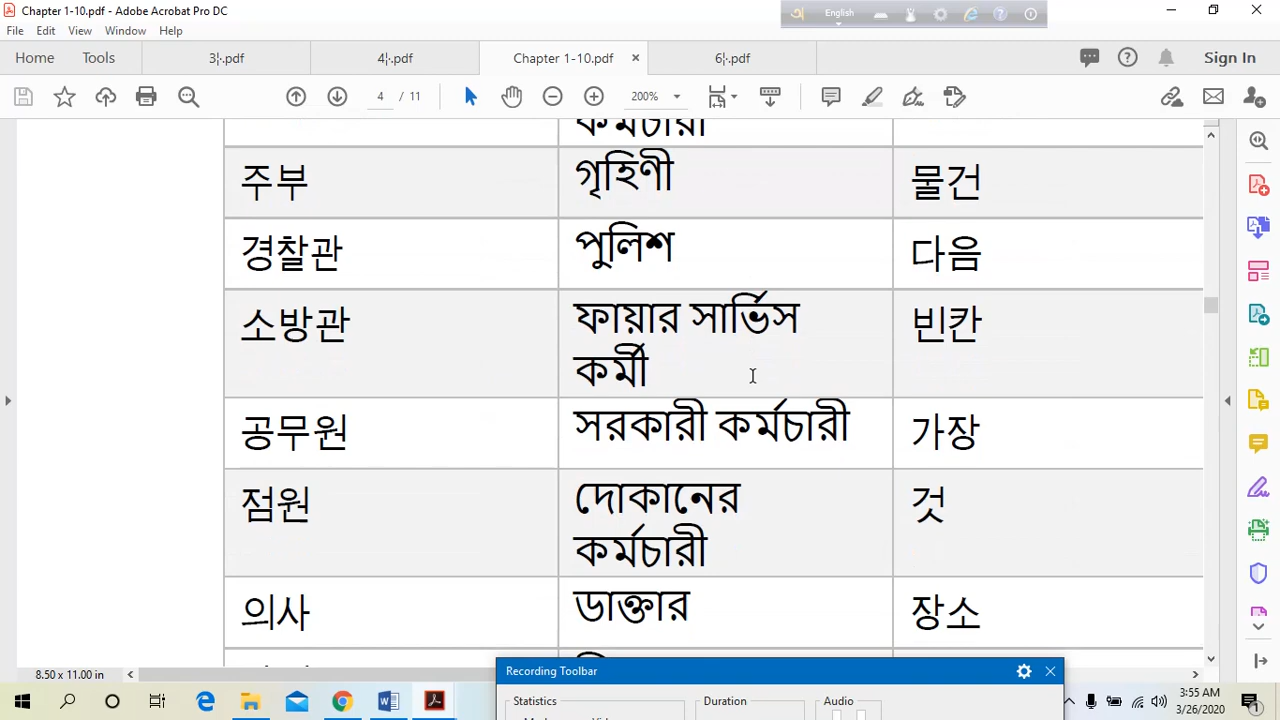 Chapter 1-10.pdf - Adobe Acrobat Pro DC
English
File Edit View Window Help
Home Tools 3|-.pdf 4|-.pdf Chapter 1-10.pdf × 6|-.pdf Sign In
4 / 11 200%
কর্মচারী
주부 গৃহিণী 물건
경찰관 পুলিশ 다음
소방관 ফায়ার সার্ভিস 빈칸
কর্মী
공무원 সরকারী কর্মচারী 가장
점원 দোকানের 것
কর্মচারী
의사 ডাক্তার 장소
8.50 x 11.00 in
Recording Toolbar
Statistics Duration Audio
3:55 AM
3/26/2020